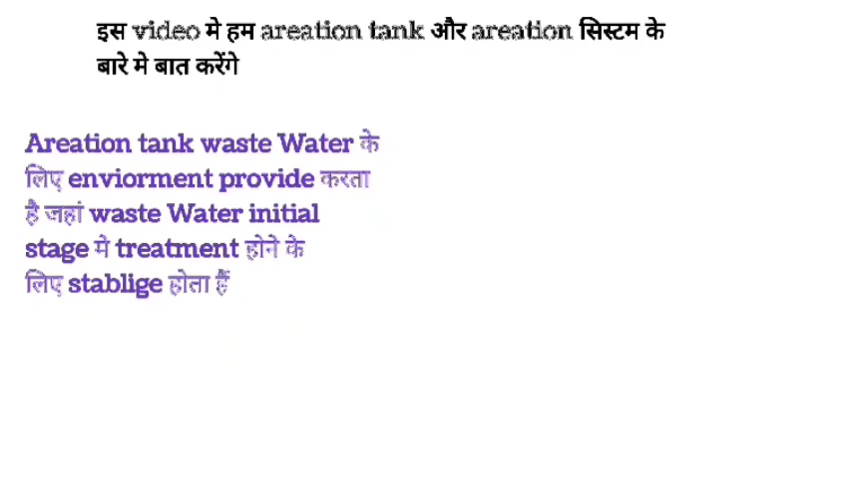 इस video मे हम areation tank और areation सिस्टम के
बारे मे बात करेंगे
Areation tank waste Water के
लिए enviorment provide करता
है जहां waste Water initial
stage में treatment होने के
लिए stablige होता हैं